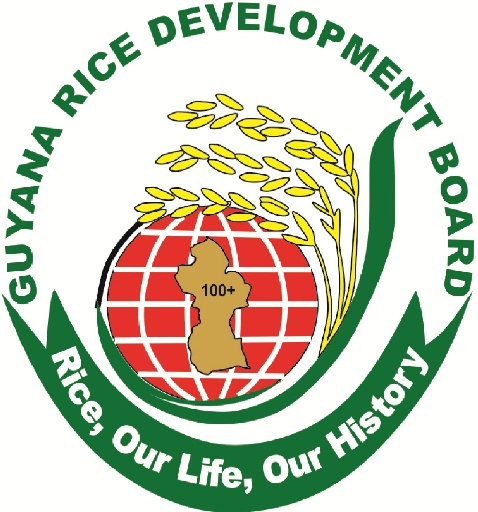 GUYANA RICE DEVELOPMENT BOARD
100+
Rice, Our Life, Our History